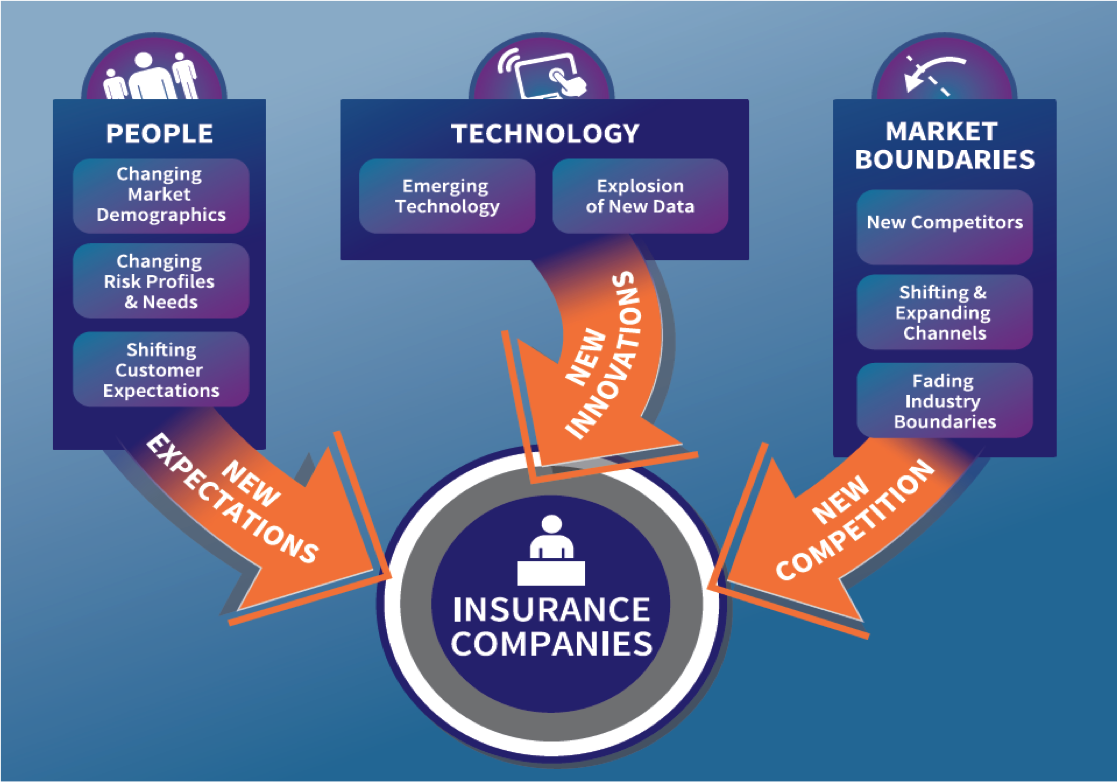 PEOPLE
Changing
Market
Demographics
Changing
Risk Profiles
& Needs
Shifting
Customer
Expectations
NEW
EXPECTATIONS
TECHNOLOGY
Emerging
Technology
Explosion
of New Data
NEW
INNOVATIONS
MARKET
BOUNDARIES
New Competitors
Shifting &
Expanding
Channels
Fading
Industry
Boundaries
NEW
COMPETITION
INSURANCE
COMPANIES